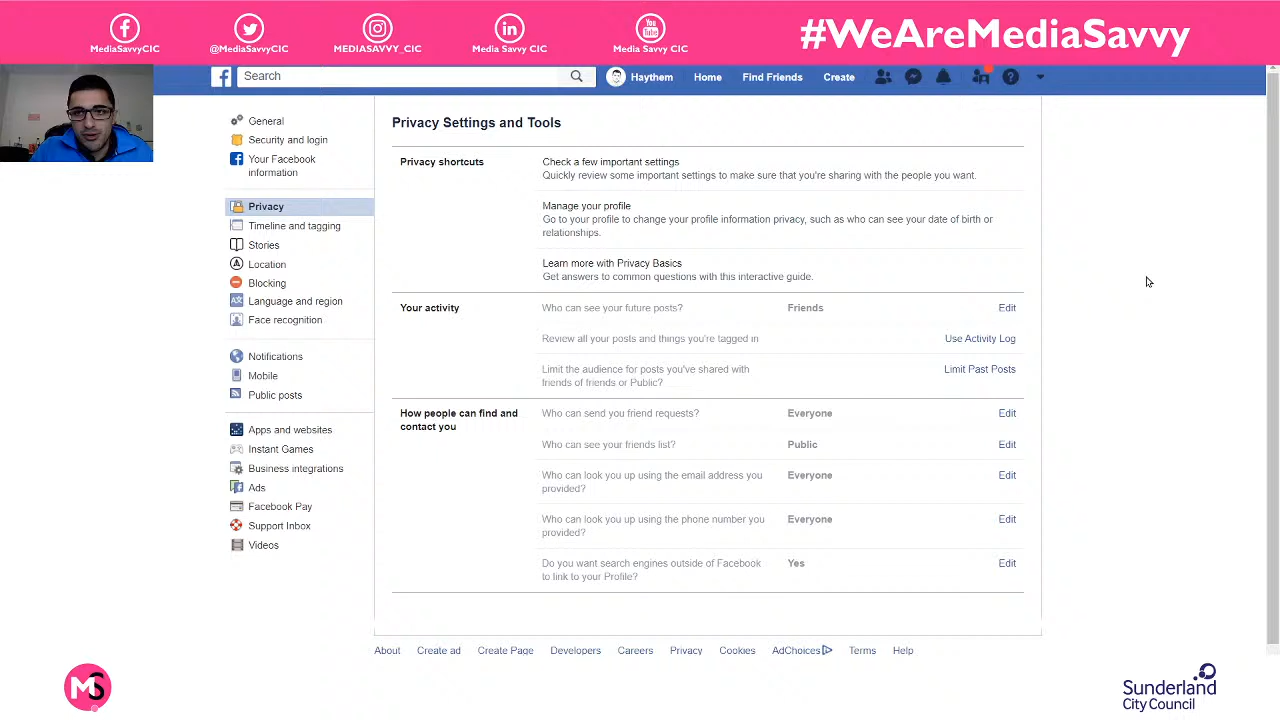 MediaSavvyCIC
@MediaSavvyCIC
MEDIASAVVY_CIC
in
Media Savvy CIC
You
Tube
Media Savvy CIC
#WeAreMediaSavvy
Search
Haythem
Home
Find Friends
Create
General
Security and login
Your Facebook
information
Privacy
Timeline and tagging
Stories
Location
Blocking
Language and region
Face recognition
Notifications
Mobile
Public posts
Apps and websites
Instant Games
Business integrations
Ads
Facebook Pay
Support Inbox
Videos
Privacy Settings and Tools
Privacy shortcuts
Check a few important settings
Quickly review some important settings to make sure that you're sharing with the people you want.
Manage your profile
Go to your profile to change your profile information privacy, such as who can see your date of birth or
relationships.
Learn more with Privacy Basics
Get answers to common questions with this interactive guide.
Your activity
Who can see your future posts? Friends Edit
Review all your posts and things you're tagged in Use Activity Log
Limit the audience for posts you've shared with
friends of friends or Public? Limit Past Posts
How people can find and
contact you
Who can send you friend requests? Everyone Edit
Who can see your friends list? Public Edit
Who can look you up using the email address you
provided? Everyone Edit
Who can look you up using the phone number you
provided? Everyone Edit
Do you want search engines outside of Facebook
to link to your Profile? Yes Edit
About Create ad Create Page Developers Careers Privacy Cookies AdChoices Terms Help
MS
Sunderland
City Council